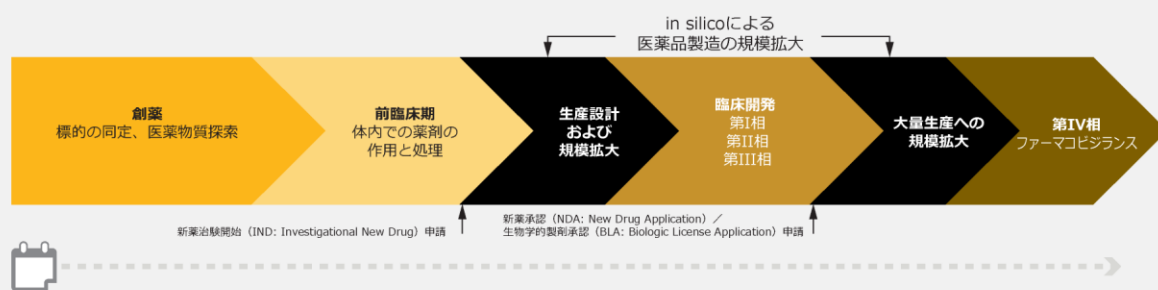 in silicoによる
医薬品製造の規模拡大
創薬
標的の同定、医薬物質探索
前臨床期
体内での薬剤の
作用と処理
生産設計
および
規模拡大
臨床開発
第I相
第II相
第III相
大量生産への
規模拡大
第IV相
ファーマコビジランス
新薬治験開始（IND: Investigational New Drug）申請
新薬承認（NDA: New Drug Application）／
生物学的製剤承認（BLA: Biologic License Application）申請